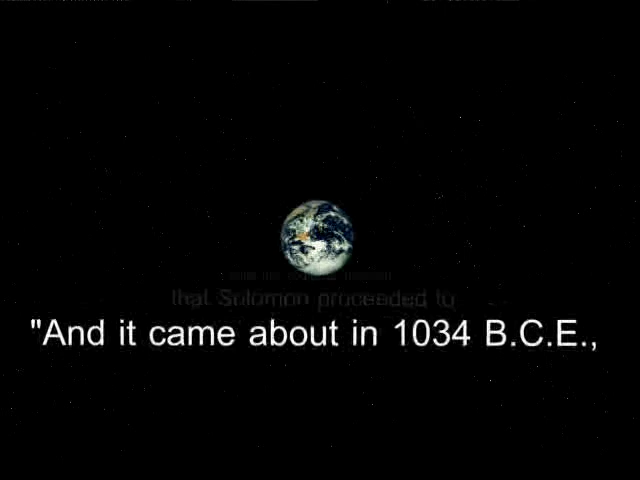 that Solomon proceeded to
"And it came about in 1034 B.C.E.,